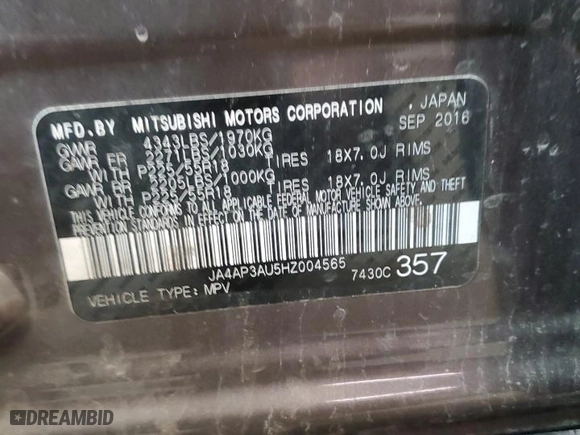 MFD.BY MITSUBISHI MOTORS CORPORATION . JAPAN
GVWR 4343LBS/1970KG SEP 2016
GAWR FR 2271LBS/1030KG
WITH P225/55R18 TIRES 18X7.0J RIMS
GAWR RR 2205LBS/1000KG
WITH P225/55R18 TIRES 18X7.0J RIMS
THIS VEHICLE CONFORMS TO ALL APPLICABLE FEDERAL MOTOR VEHICLE SAFETY AND THEFT
PREVENTION STANDARDS IN EFFECT ON THE DATE OF MANUFACTURE SHOWN ABOVE.
JA4AP3AU5HZ004565
7430C 357
VEHICLE TYPE: MPV
DREAMBID